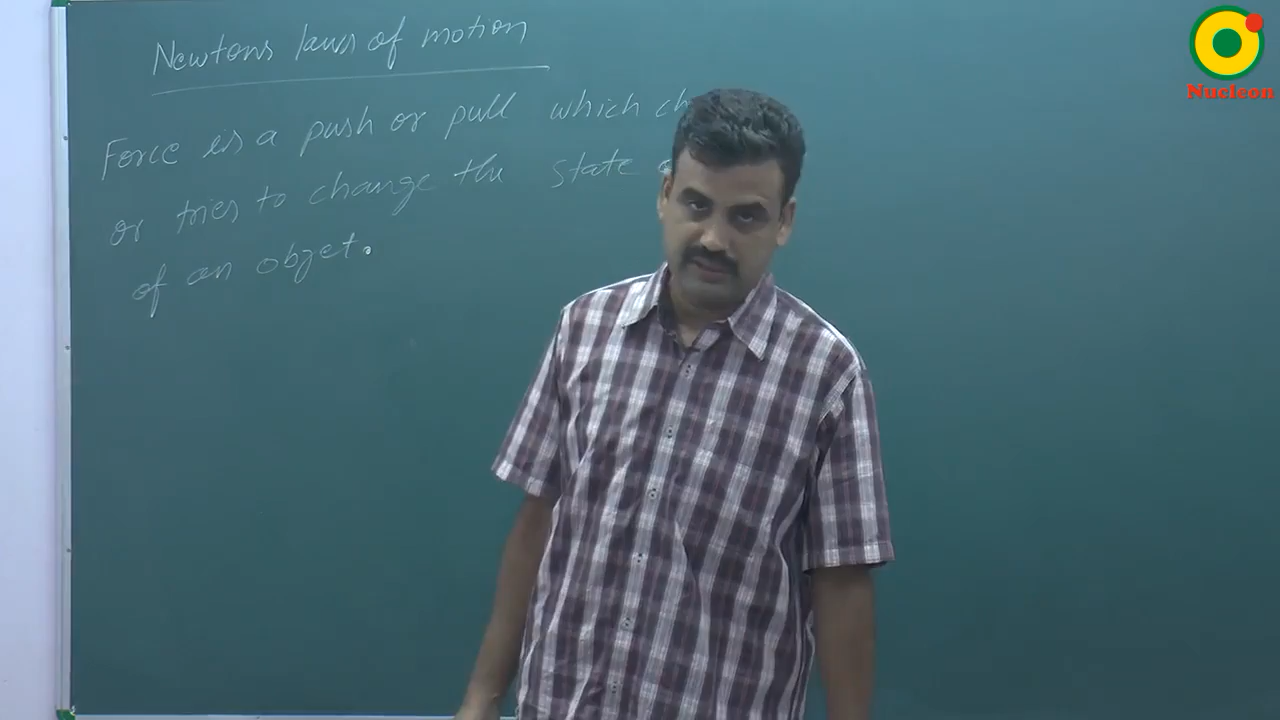 Newtons laws of motion
Force is a push or pull which
or tries to change the state
of an objet.
Nucleon